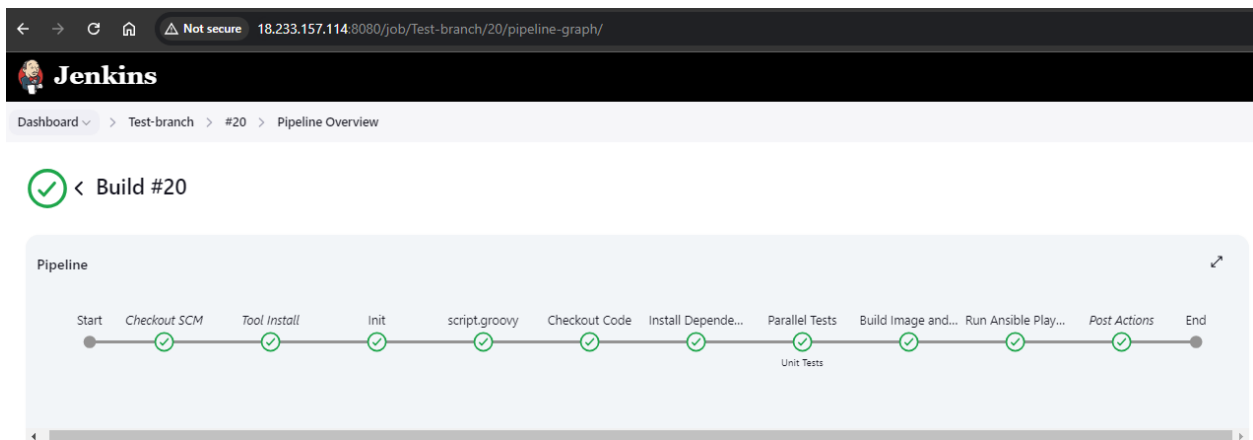 Not secure 18.233.157.114:8080/job/Test-branch/20/pipeline-graph/
Jenkins
Dashboard > Test-branch > #20 > Pipeline Overview
Build #20
Pipeline
Start Checkout SCM Tool Install Init script.groovy Checkout Code Install Depende... Parallel Tests Build Image and... Run Ansible Play... Post Actions End
Unit Tests